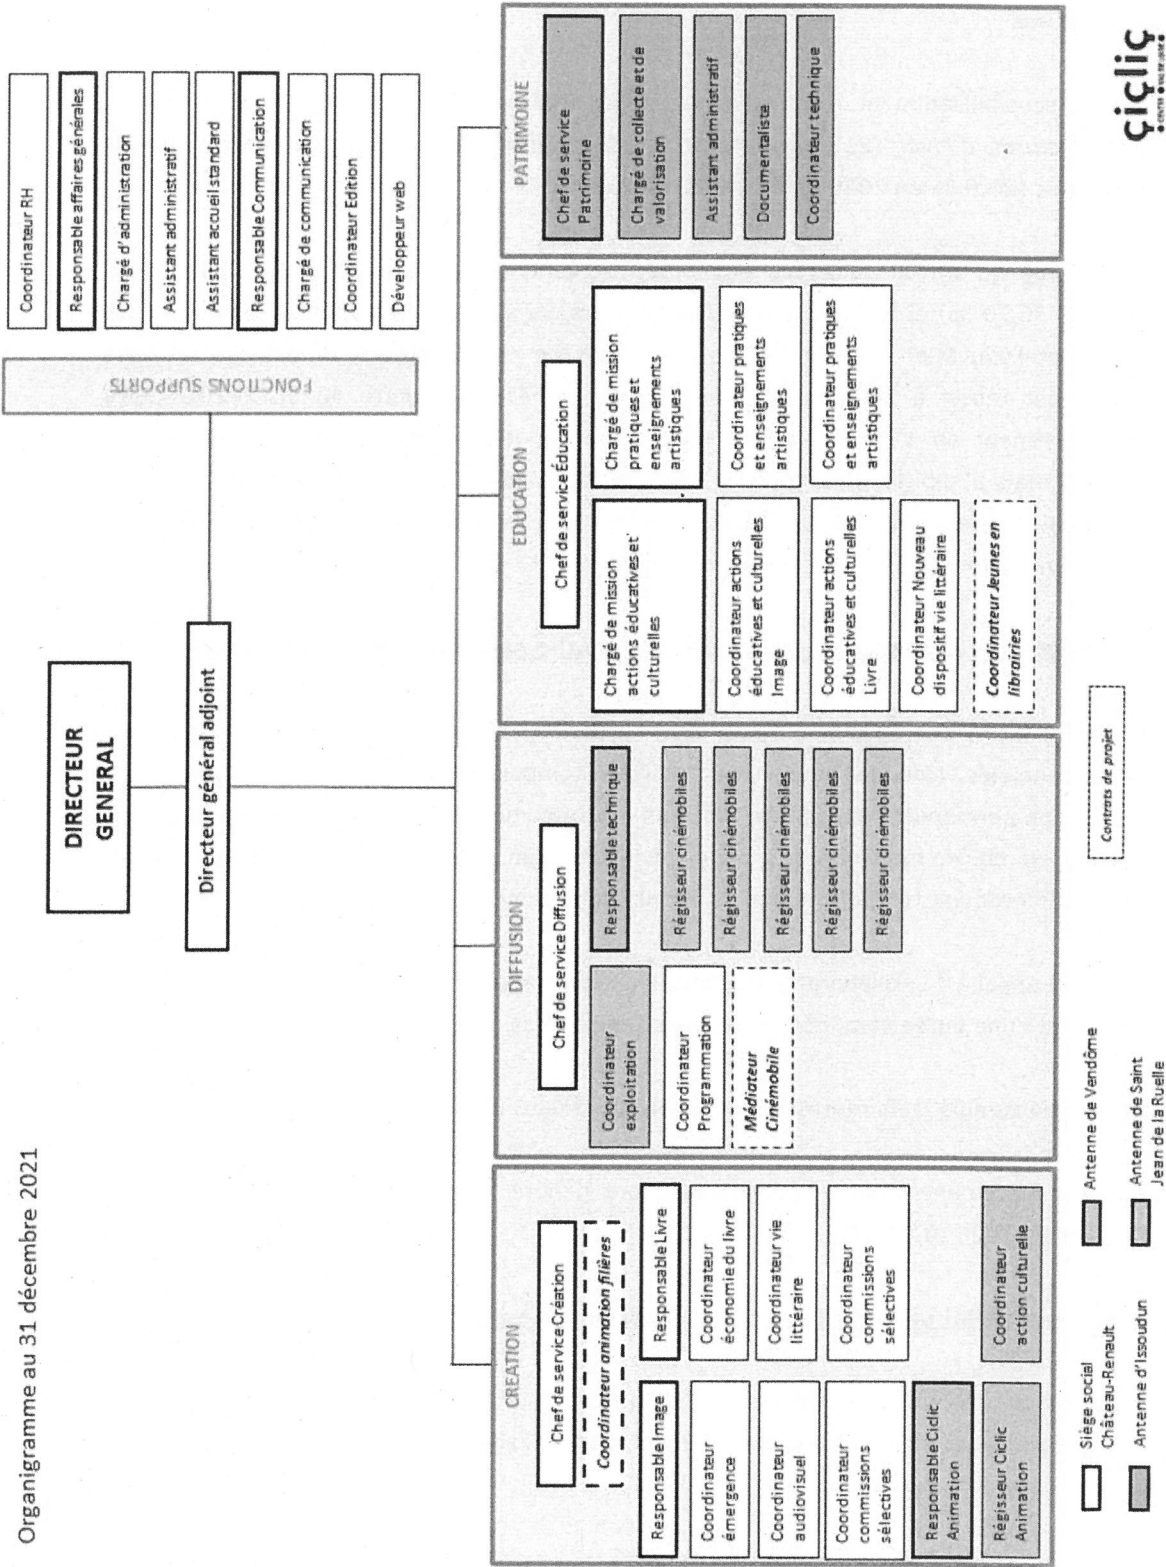 Organigramme au 31 décembre 2021
DIRECTEUR
GENERAL
Directeur général adjoint
FONCTIONS SUPPORTS
Coordinateur RH
Responsable affaires générales
Chargé d'administration
Assistant administratif
Assistant accueil standard
Responsable Communication
Chargé de communication
Coordinateur Edition
Développeur web
CREATION
Chef de service Création
Coordinateur animation filières
Responsable Image
Coordinateur
émergence
Coordinateur
audiovisuel
Coordinateur
commissions
sélectives
Responsable Ciclic
Animation
Régisseur Ciclic
Animation
Responsable Livre
Coordinateur
économie du livre
Coordinateur vie
littéraire
Coordinateur
commissions
sélectives
Coordinateur
action culturelle
DIFFUSION
Chef de service Diffusion
Coordinateur
exploitation
Coordinateur
Programmation
Médiateur
Cinémobile
Responsable technique
Régisseur cinémobiles
Régisseur cinémobiles
Régisseur cinémobiles
Régisseur cinémobiles
Régisseur cinémobiles
EDUCATION
Chef de service Éducation
Chargé de mission
actions éducatives et
culturelles
Coordinateur actions
éducatives et culturelles
Image
Coordinateur actions
éducatives et culturelles
Livre
Coordinateur Nouveau
dispositif vie littéraire
Coordinateur Jeunes en
librairies
Chargé de mission
pratiques et
enseignements
artistiques
Coordinateur pratiques
et enseignements
artistiques
Coordinateur pratiques
et enseignements
artistiques
PATRIMOINE
Chef de service
Patrimoine
Chargé de collecte et de
valorisation
Assistant administratif
Documentaliste
Coordinateur technique
Siège social
Château-Renault
Antenne d'Issoudun
Antenne de Vendôme
Antenne de Saint
Jean de la Ruelle
Contrats de projet
çiçliç